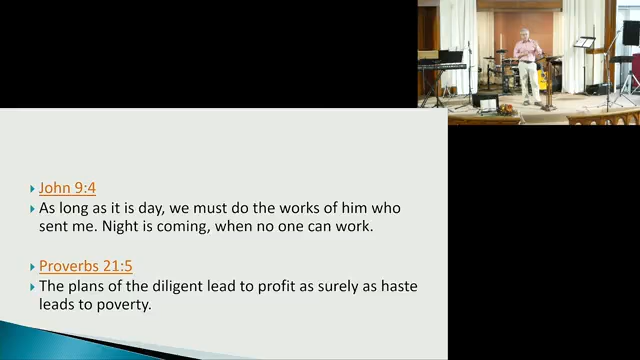 John 9:4
As long as it is day, we must do the works of him who
sent me. Night is coming, when no one can work.
Proverbs 21:5
The plans of the diligent lead to profit as surely as haste
leads to poverty.